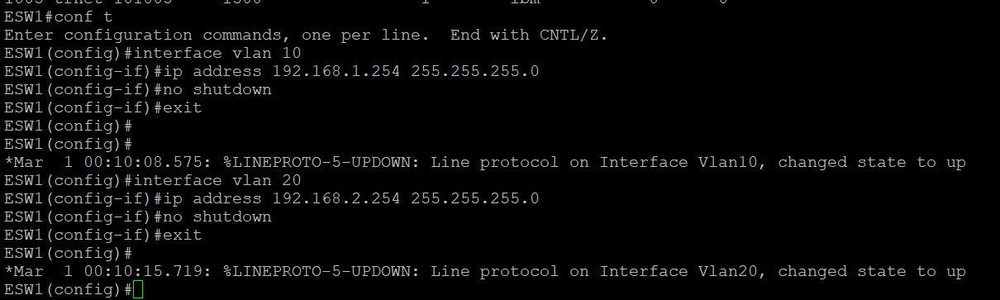 ESW1#conf t
Enter configuration commands, one per line.  End with CNTL/Z.
ESW1(config)#interface vlan 10
ESW1(config-if)#ip address 192.168.1.254 255.255.255.0
ESW1(config-if)#no shutdown
ESW1(config-if)#exit
ESW1(config)#
ESW1(config)#
*Mar  1 00:10:08.575: %LINEPROTO-5-UPDOWN: Line protocol on Interface Vlan10, changed state to up
ESW1(config)#interface vlan 20
ESW1(config-if)#ip address 192.168.2.254 255.255.255.0
ESW1(config-if)#no shutdown
ESW1(config-if)#exit
ESW1(config)#
*Mar  1 00:10:15.719: %LINEPROTO-5-UPDOWN: Line protocol on Interface Vlan20, changed state to up
ESW1(config)#